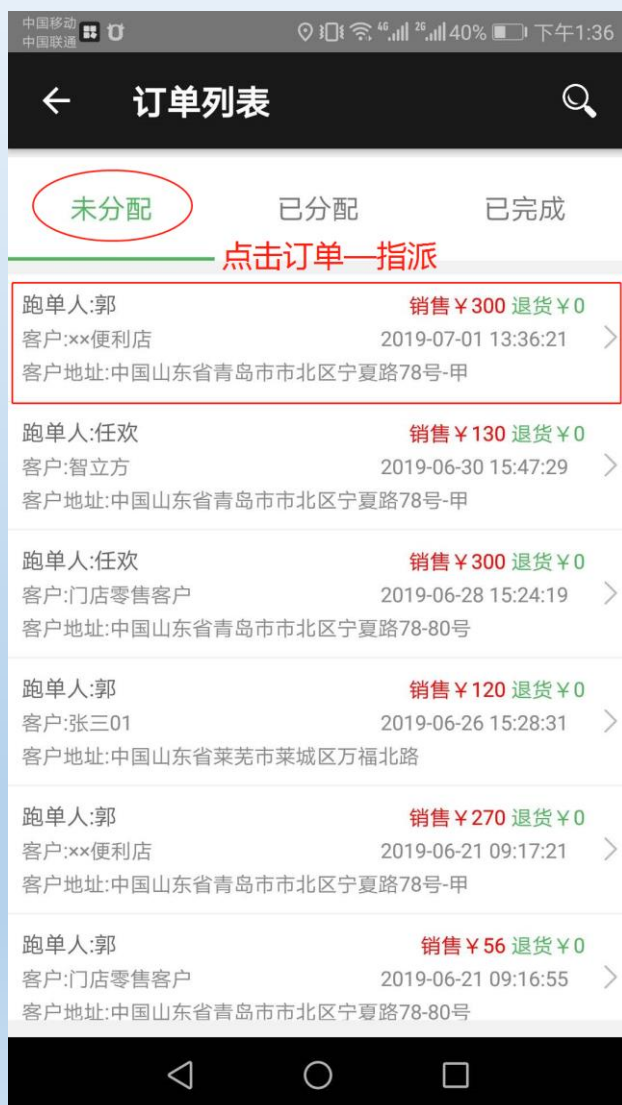 中国移动
中国联通
4G 2G 40% 下午1:36
订单列表
未分配 已分配 已完成
点击订单—指派
跑单人:郭 销售￥300 退货￥0
客户:××便利店 2019-07-01 13:36:21
客户地址:中国山东省青岛市市北区宁夏路78号-甲
跑单人:任欢 销售￥130 退货￥0
客户:智立方 2019-06-30 15:47:29
客户地址:中国山东省青岛市市北区宁夏路78号-甲
跑单人:任欢 销售￥300 退货￥0
客户:门店零售客户 2019-06-28 15:24:19
客户地址:中国山东省青岛市市北区宁夏路78-80号
跑单人:郭 销售￥120 退货￥0
客户:张三01 2019-06-26 15:28:31
客户地址:中国山东省莱芜市莱城区万福北路
跑单人:郭 销售￥270 退货￥0
客户:××便利店 2019-06-21 09:17:21
客户地址:中国山东省青岛市市北区宁夏路78号-甲
跑单人:郭 销售￥56 退货￥0
客户:门店零售客户 2019-06-21 09:16:55
客户地址:中国山东省青岛市市北区宁夏路78-80号